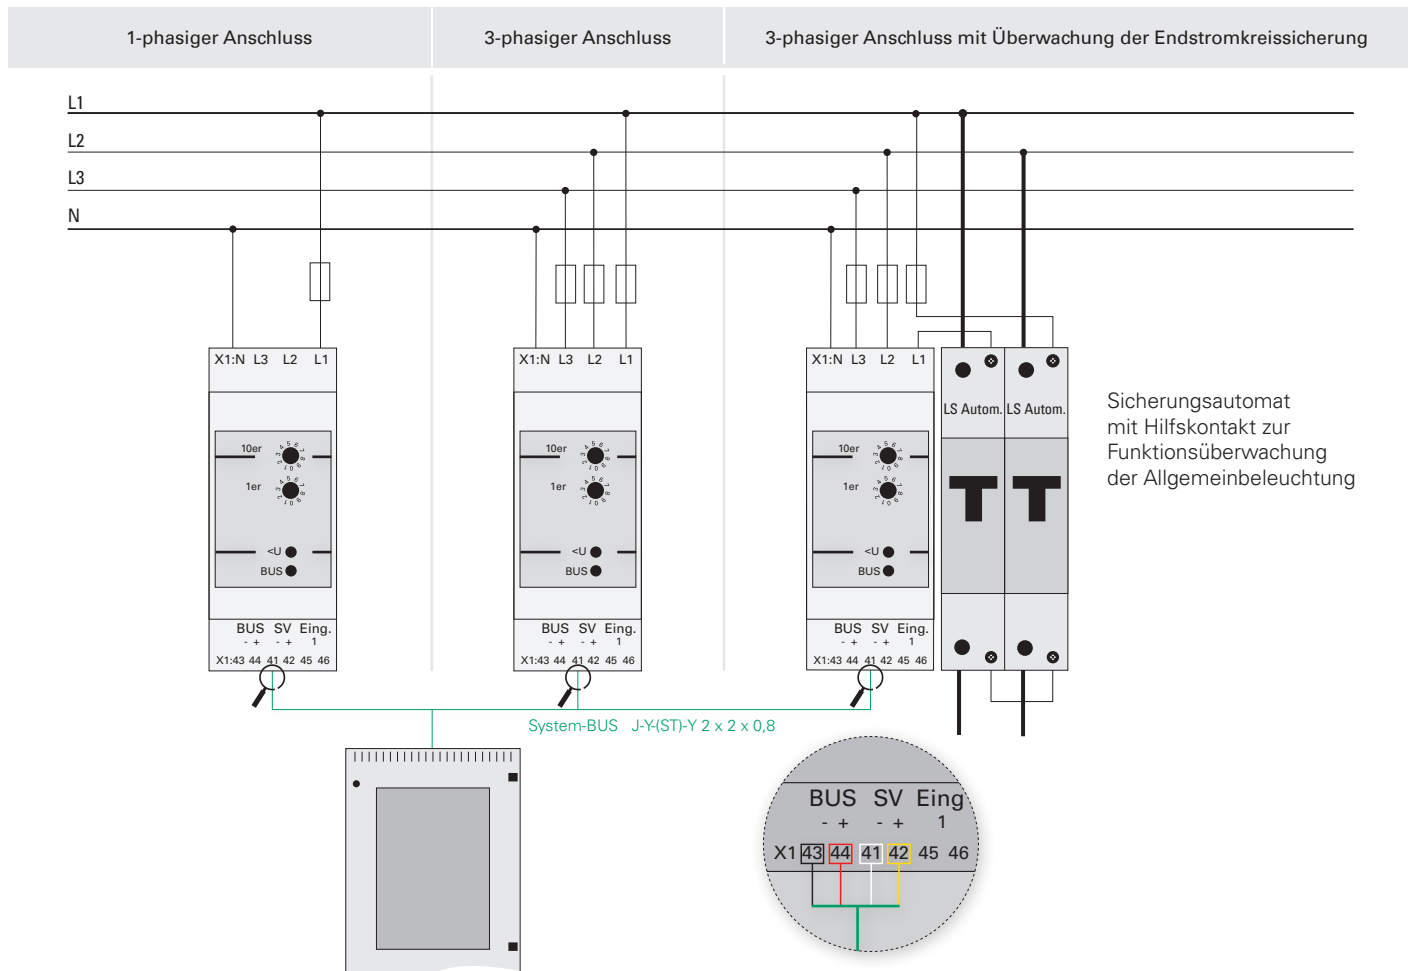 1-phasiger Anschluss
3-phasiger Anschluss
3-phasiger Anschluss mit Überwachung der Endstromkreissicherung
L1
L2
L3
N
X1:N L3 L2 L1
10er
1er
<U
BUS
BUS SV Eing.
- + - + 1
X1:43 44 41 42 45 46
X1:N L3 L2 L1
10er
1er
<U
BUS
BUS SV Eing.
- + - + 1
X1:43 44 41 42 45 46
X1:N L3 L2 L1
10er
1er
<U
BUS
BUS SV Eing.
- + - + 1
X1:43 44 41 42 45 46
LS Autom. LS Autom.
Sicherungsautomat
mit Hilfskontakt zur
Funktionsüberwachung
der Allgemeinbeleuchtung
System-BUS J-Y-(ST)-Y 2 x 2 x 0,8
BUS SV Eing
- + - + 1
X1 43 44 41 42 45 46